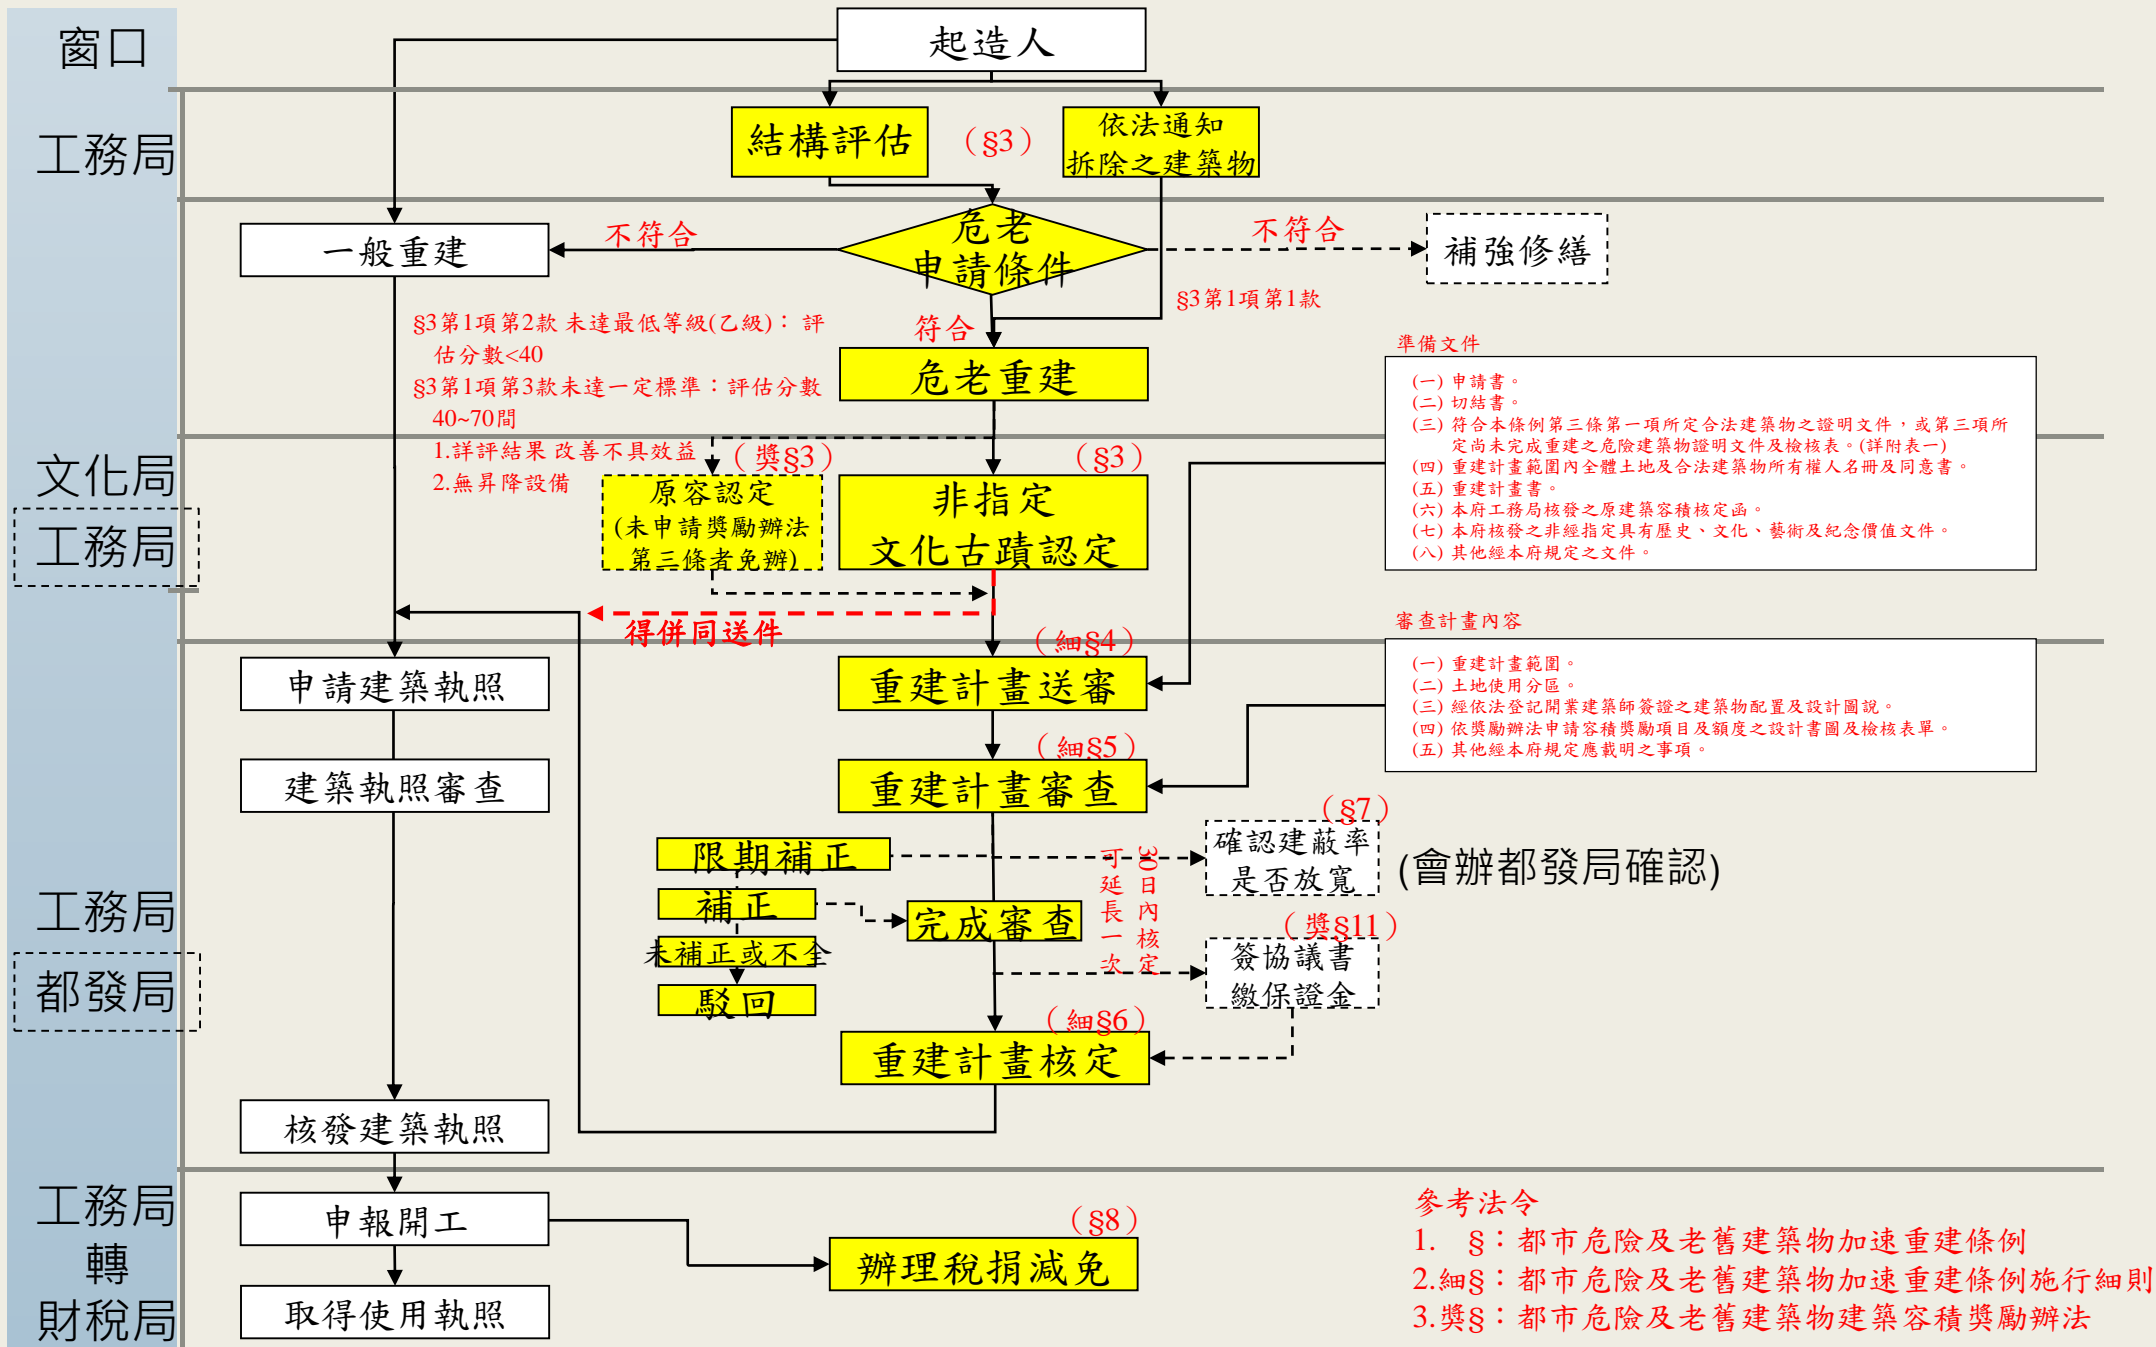 窗口
起造人
工務局
結構評估
（§3）
依法通知
拆除之建築物
一般重建
不符合
危老
申請條件
不符合
補強修繕
§3第1項第1款
§3第1項第2款 未達最低等級(乙級)： 評
估分數<40
§3第1項第3款未達一定標準：評估分數
40~70間
1.詳評結果 改善不具效益
2.無昇降設備
符合
危老重建
準備文件
(一) 申請書。
(二) 切結書。
(三) 符合本條例第三條第一項所定合法建築物之證明文件，或第三項所
定尚未完成重建之危險建築物證明文件及檢核表。(詳附表一)
(四) 重建計畫範圍內全體土地及合法建築物所有權人名冊及同意書。
(五) 重建計畫書。
(六) 本府工務局核發之原建築容積核定函。
(七) 本府核發之非經指定具有歷史、文化、藝術及紀念價值文件。
(八) 其他經本府規定之文件。
文化局
工務局
（獎§3）
原容認定
(未申請獎勵辦法
第三條者免辦)
（§3）
非指定
文化古蹟認定
得併同送件
審查計畫內容
(一) 重建計畫範圍。
(二) 土地使用分區。
(三) 經依法登記開業建築師簽證之建築物配置及設計圖說。
(四) 依獎勵辦法申請容積獎勵項目及額度之設計書圖及檢核表單。
(五) 其他經本府規定應載明之事項。
申請建築執照
（細§4）
重建計畫送審
建築執照審查
（細§5）
重建計畫審查
工務局
都發局
限期補正
補正
未補正或不全
駁回
完成審查
30日內核定
可延長一次
（§7）
確認建蔽率
是否放寬
(會辦都發局確認)
（獎§11）
簽協議書
繳保證金
（細§6）
重建計畫核定
核發建築執照
工務局
轉
財稅局
申報開工
（§8）
辦理稅捐減免
取得使用執照
參考法令
1. §：都市危險及老舊建築物加速重建條例
2.細§：都市危險及老舊建築物加速重建條例施行細則
3.獎§：都市危險及老舊建築物建築容積獎勵辦法